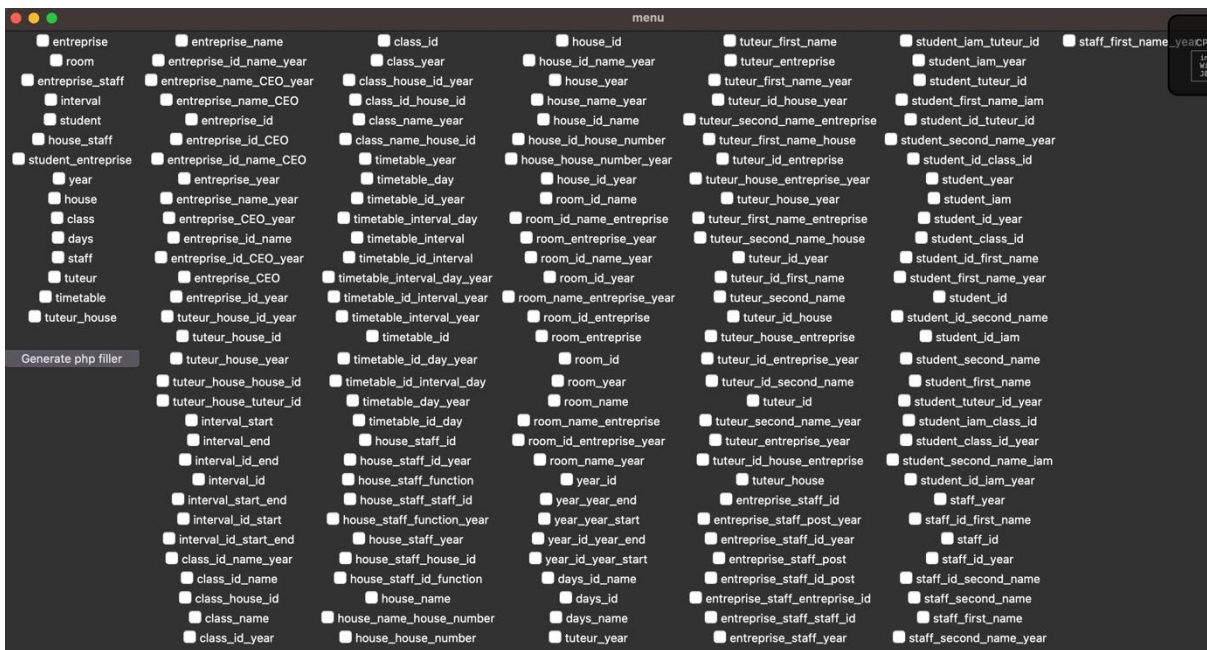 menu
entreprise
room
entreprise_staff
interval
student
house_staff
student_entreprise
year
house
class
days
staff
tuteur
timetable
tuteur_house
Generate php filler
entreprise_name
entreprise_id_name_year
entreprise_name_CEO_year
entreprise_name_CEO
entreprise_id
entreprise_id_CEO
entreprise_id_name_CEO
entreprise_year
entreprise_name_year
entreprise_CEO_year
entreprise_id_name
entreprise_id_CEO_year
entreprise_CEO
entreprise_id_year
tuteur_house_id_year
tuteur_house_id
tuteur_house_year
tuteur_house_house_id
tuteur_house_tuteur_id
interval_start
interval_end
interval_id_end
interval_id
interval_start_end
interval_id_start
interval_id_start_end
class_id_name_year
class_id_name
class_house_id
class_name
class_id_year
class_id
class_year
class_house_id_year
class_id_house_id
class_name_year
class_name_house_id
timetable_year
timetable_day
timetable_id_year
timetable_interval_day
timetable_interval
timetable_id_interval
timetable_interval_day_year
timetable_id_interval_year
timetable_interval_year
timetable_id
timetable_id_day_year
timetable_id_interval_day
timetable_day_year
timetable_id_day
house_staff_id
house_staff_id_year
house_staff_function
house_staff_staff_id
house_staff_function_year
house_staff_year
house_staff_house_id
house_staff_id_function
house_name
house_name_house_number
house_house_number
house_id
house_id_name_year
house_year
house_name_year
house_id_name
house_id_house_number
house_house_number_year
house_id_year
room_id_name
room_id_name_entreprise
room_entreprise_year
room_id_name_year
room_id_year
room_name_entreprise_year
room_id_entreprise
room_entreprise
room_id
room_year
room_name
room_name_entreprise
room_id_entreprise_year
room_name_year
year_id
year_year_end
year_year_start
year_id_year_end
year_id_year_start
days_id_name
days_id
days_name
tuteur_year
tuteur_first_name
tuteur_entreprise
tuteur_first_name_year
tuteur_id_house_year
tuteur_second_name_entreprise
tuteur_first_name_house
tuteur_id_entreprise
tuteur_house_entreprise_year
tuteur_house_year
tuteur_first_name_entreprise
tuteur_second_name_house
tuteur_id_year
tuteur_id_first_name
tuteur_second_name
tuteur_id_house
tuteur_house_entreprise
tuteur_id_entreprise_year
tuteur_id_second_name
tuteur_id
tuteur_second_name_year
tuteur_entreprise_year
tuteur_id_house_entreprise
tuteur_house
entreprise_staff_id
entreprise_staff_post_year
entreprise_staff_id_year
entreprise_staff_post
entreprise_staff_id_post
entreprise_staff_entreprise_id
entreprise_staff_staff_id
entreprise_staff_year
student_iam_tuteur_id
student_iam_year
student_tuteur_id
student_first_name_iam
student_id_tuteur_id
student_second_name_year
student_id_class_id
student_year
student_iam
student_id_year
student_class_id
student_id_first_name
student_first_name_year
student_id
student_id_second_name
student_id_iam
student_second_name
student_first_name
student_tuteur_id_year
student_iam_class_id
student_class_id_year
student_second_name_iam
student_id_iam_year
staff_year
staff_id_first_name
staff_id
staff_id_year
staff_id_second_name
staff_second_name
staff_first_name
staff_second_name_year
staff_first_name_year